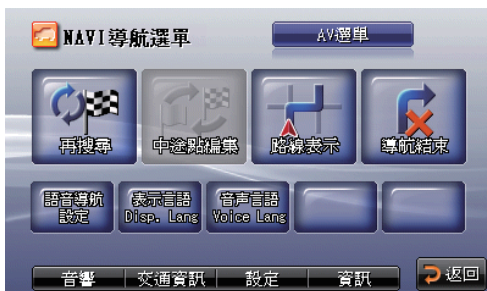 NAVI導航選單
AV選單
再搜尋
中途點編集
路線表示
導航結束
語音導航
設定
表示言語
Disp. Lang
音声言語
Voice Lang
音響
交通資訊
設定
資訊
返回